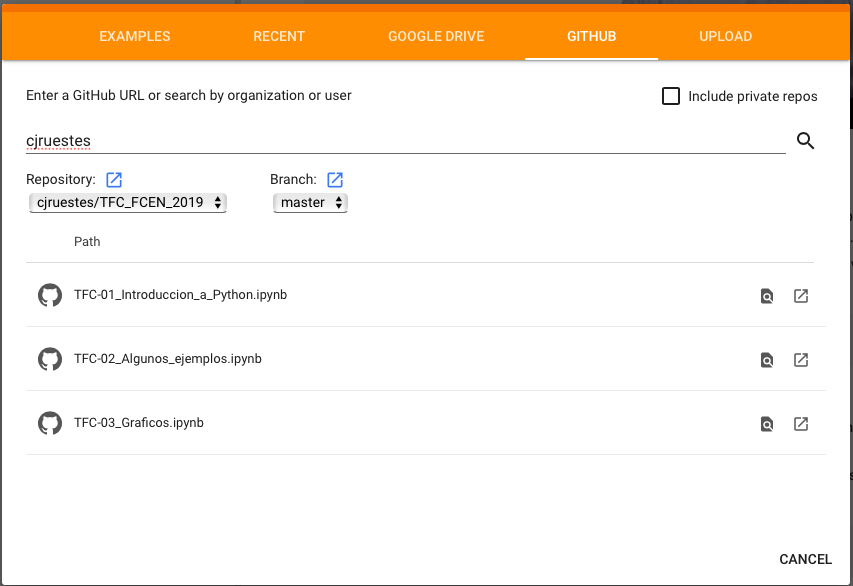 EXAMPLES RECENT GOOGLE DRIVE GITHUB UPLOAD
Enter a GitHub URL or search by organization or user Include private repos
cjruestes
Repository: Branch:
cjruestes/TFC_FCEN_2019 master
Path
TFC-01_Introduccion_a_Python.ipynb
TFC-02_Algunos_ejemplos.ipynb
TFC-03_Graficos.ipynb
CANCEL